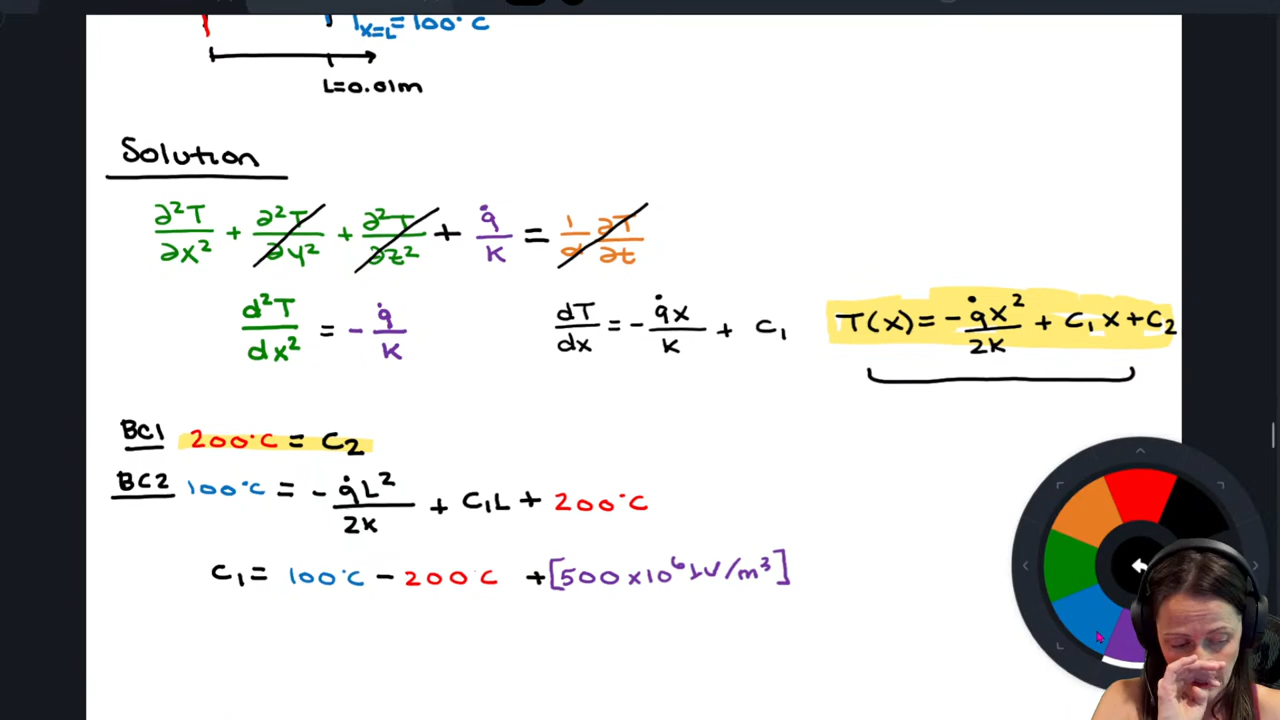 T_{x=L} = 100°C
L=0.01m
Solution
∂²T/∂x² + ∂²T/∂y² + ∂²T/∂z² + q̇/k = 1/α ∂T/∂t
d²T/dx² = - q̇/k    dT/dx = - q̇x/k + C₁    T(x) = - q̇x²/2k + C₁x + C₂
BC1 200°C = C₂
BC2 100°C = - q̇L²/2k + C₁L + 200°C
C₁ = 100°C - 200°C + [500 x 10⁶ W/m³]